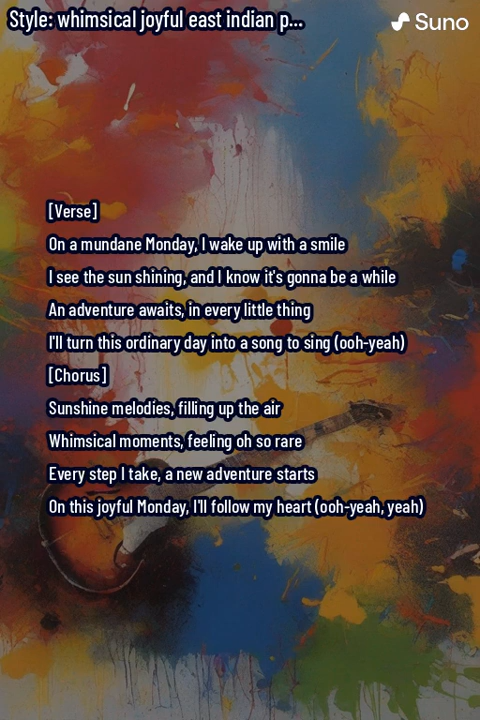 Style: whimsical joyful east indian p...
Suno
[Verse]
On a mundane Monday, I wake up with a smile
I see the sun shining, and I know it's gonna be a while
An adventure awaits, in every little thing
I'll turn this ordinary day into a song to sing (ooh-yeah)
[Chorus]
Sunshine melodies, filling up the air
Whimsical moments, feeling oh so rare
Every step I take, a new adventure starts
On this joyful Monday, I'll follow my heart (ooh-yeah, yeah)